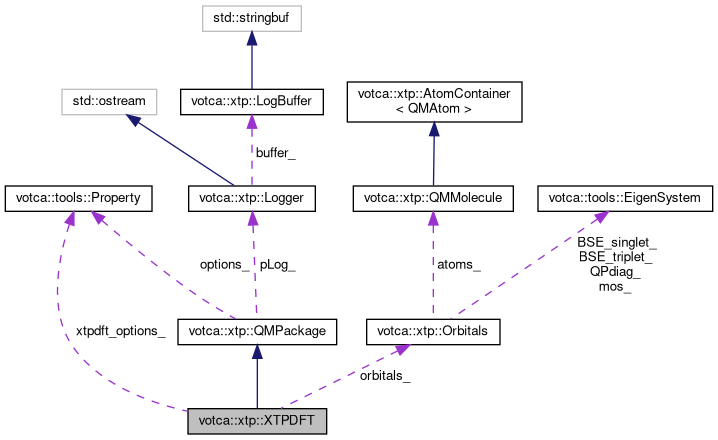 std::stringbuf
std::ostream
votca::xtp::LogBuffer
votca::xtp::AtomContainer
< QMAtom >
buffer_
votca::tools::Property
votca::xtp::Logger
votca::xtp::QMMolecule
votca::tools::EigenSystem
options_
pLog_
atoms_
BSE_singlet_
BSE_triplet_
QPdiag_
mos_
xtpdft_options_
votca::xtp::QMPackage
votca::xtp::Orbitals
orbitals_
votca::xtp::XTPDFT